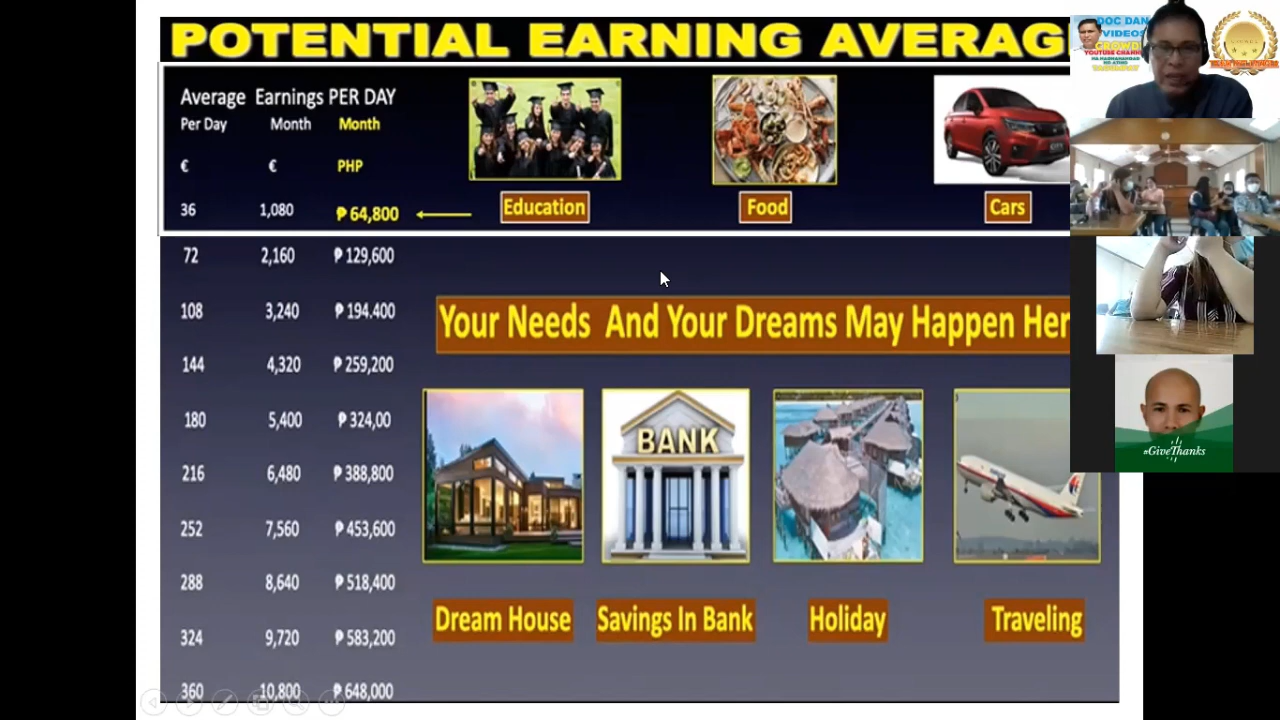 POTENTIAL EARNING AVERAG
Average Earnings PER DAY
Per Day Month Month
€ € PHP
36 1,080 ₱ 64,800
Education
Food
Cars
72 2,160 ₱ 129,600
108 3,240 ₱ 194.400
Your Needs And Your Dreams May Happen Her
144 4,320 ₱ 259,200
180 5,400 ₱ 324,00
BANK
216 6,480 ₱ 388,800
252 7,560 ₱ 453,600
288 8,640 ₱ 518,400
Dream House
Savings In Bank
Holiday
Traveling
324 9,720 ₱ 583,200
360 10,800 ₱ 648,000
DOC DAN
VIDEOS
YOUTUBE
#GiveThanks